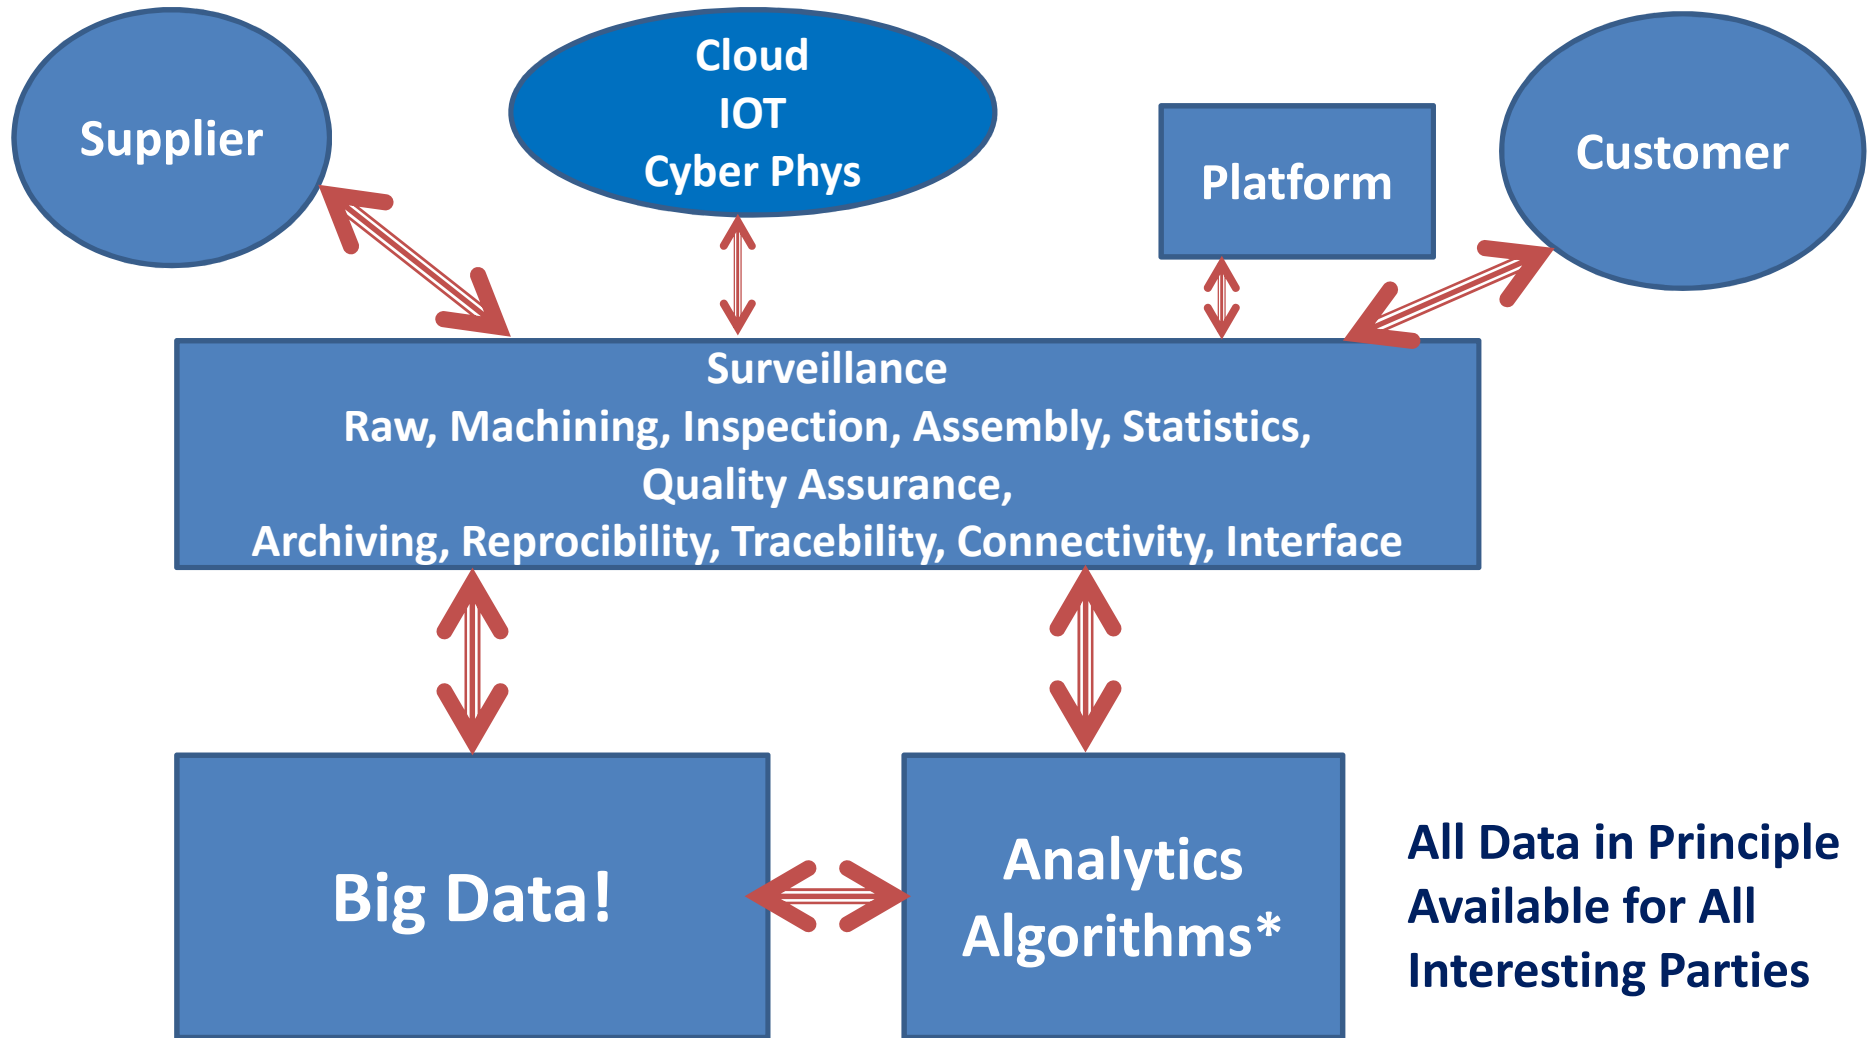 Supplier
Cloud
IOT
Cyber Phys
Platform
Customer
Surveillance
Raw, Machining, Inspection, Assembly, Statistics,
Quality Assurance,
Archiving, Reprocibility, Tracebility, Connectivity, Interface
Big Data!
Analytics
Algorithms*
All Data in Principle
Available for All
Interesting Parties